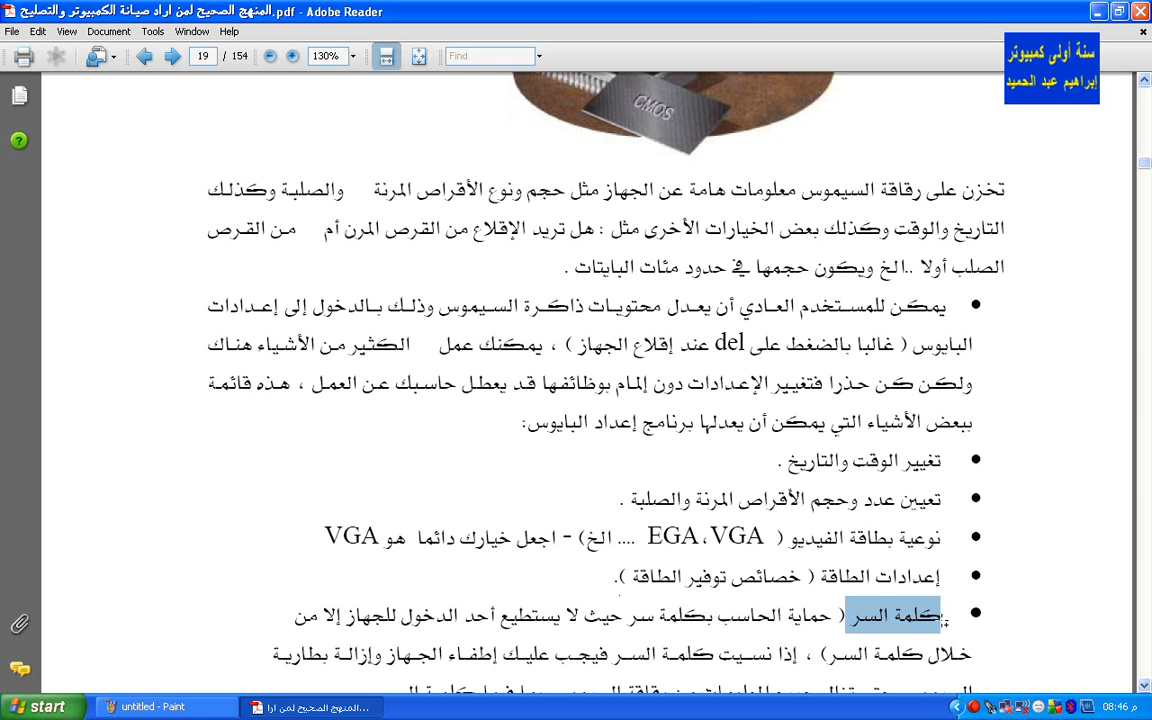 المنهج الصحيح لمن اراد صيانة الكمبيوتر والتصليح.pdf - Adobe Reader
File Edit View Document Tools Window Help
19 / 154 130% Find
سنة أولى كمبيوتر
إبراهيم عبد الحميد
CMOS
تخزن على رقاقة السيموس معلومات هامة عن الجهاز مثل حجم ونوع الأقراص المرنة والصلبة وكذلك
التاريخ والوقت وكذلك بعض الخيارات الأخرى مثل : هل تريد الإقلاع من القرص المرن أم من القرص
الصلب أولا ..الخ ويكون حجمها في حدود مئات البايتات .
• يمكن للمستخدم العادي أن يعدل محتويات ذاكرة السيموس وذلك بالدخول إلى إعدادات
البايوس ( غالبا بالضغط على del عند إقلاع الجهاز ) ، يمكنك عمل الكثير من الأشياء هناك
ولكن كن حذرا فتغيير الإعدادات دون إلمام بوظائفها قد يعطل حاسبك عن العمل ، هذه قائمة
ببعض الأشياء التي يمكن أن يعدلها برنامج إعداد البايوس:
• تغيير الوقت والتاريخ .
• تعيين عدد وحجم الأقراص المرنة والصلبة .
• نوعية بطاقة الفيديو ( EGA،VGA .... الخ) - اجعل خيارك دائما هو VGA
• إعدادات الطاقة ( خصائص توفير الطاقة ).
• كلمة السر ( حماية الحاسب بكلمة سر حيث لا يستطيع أحد الدخول للجهاز إلا من
خلال كلمة السر) ، إذا نسيت كلمة السر فيجب عليك إطفاء الجهاز وإزالة بطارية
start untitled - Paint المنهج الصحيح لمن ارا... 08:46 م